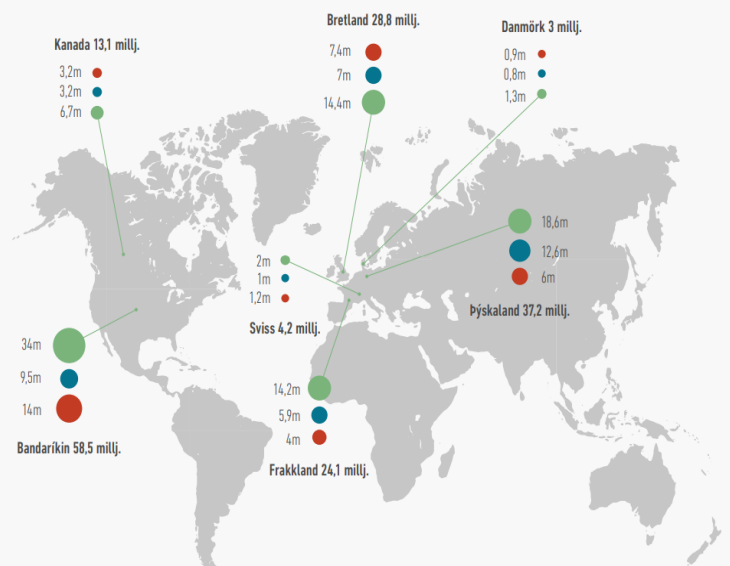 Kanada 13,1 millj.
3,2m
3,2m
6,7m
Bretland 28,8 millj.
7,4m
7m
14,4m
Danmörk 3 millj.
0,9m
0,8m
1,3m
2m
1m
1,2m
Sviss 4,2 millj.
18,6m
12,6m
6m
Þýskaland 37,2 millj.
34m
9,5m
14m
Bandaríkin 58,5 millj.
14,2m
5,9m
4m
Frakkland 24,1 millj.